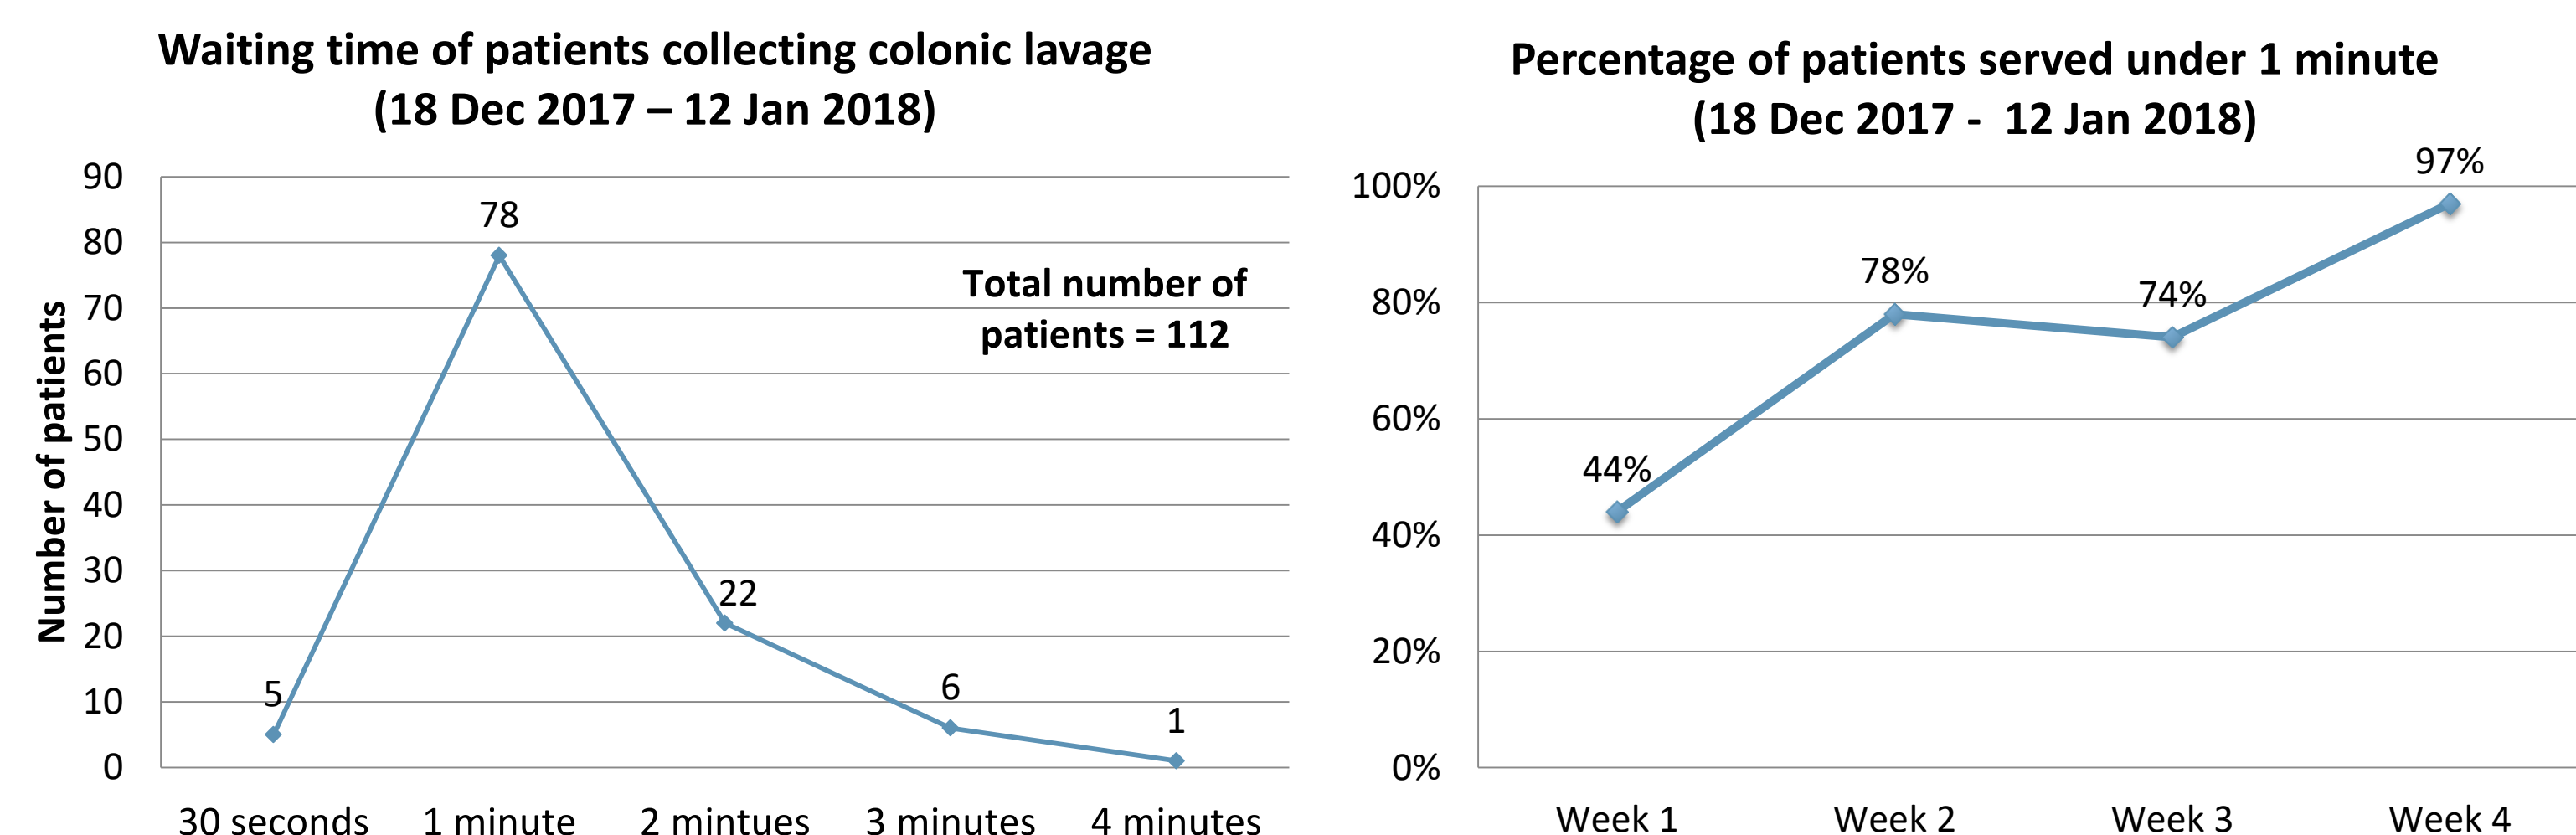 Waiting time of patients collecting colonic lavage
(18 Dec 2017 – 12 Jan 2018)
90
80
70
60
50
40
30
20
10
0
Number of patients
5
78
22
6
1
Total number of
patients = 112
30 seconds
1 minute
2 mintues
3 minutes
4 minutes
Percentage of patients served under 1 minute
(18 Dec 2017 -  12 Jan 2018)
100%
80%
60%
40%
20%
0%
44%
78%
74%
97%
Week 1
Week 2
Week 3
Week 4